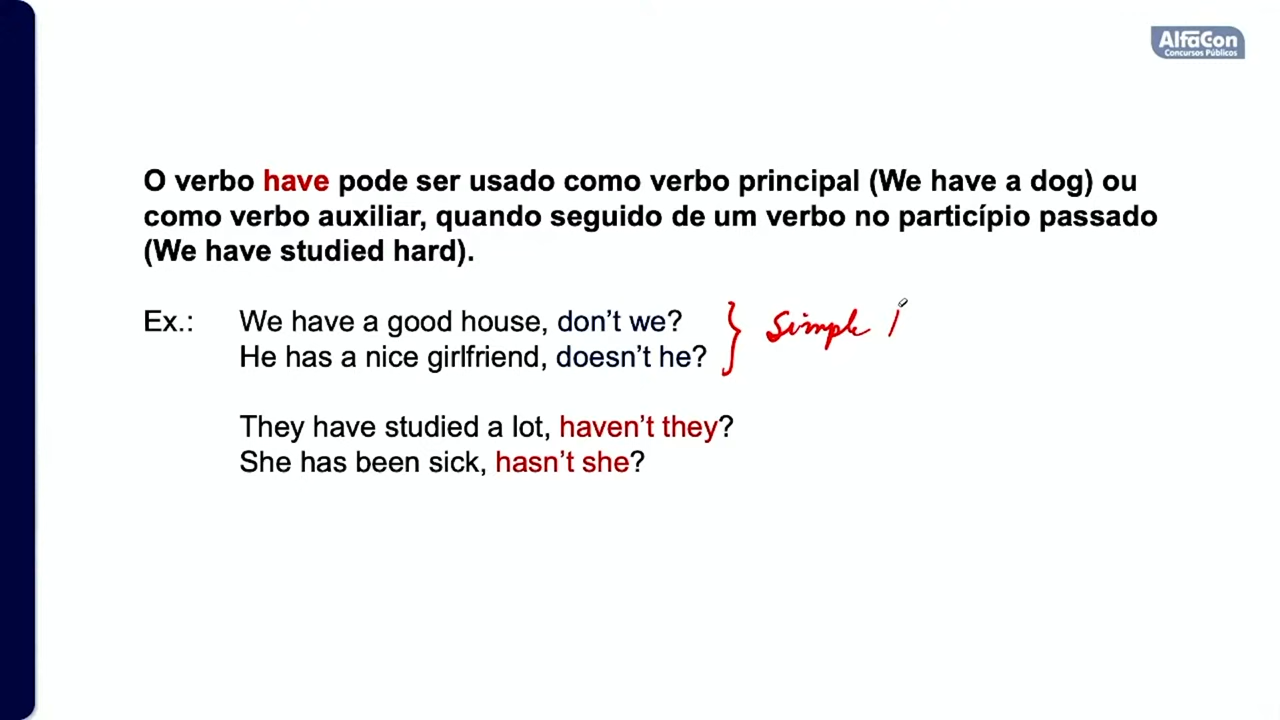 AlfaCon
Concursos Públicos
O verbo have pode ser usado como verbo principal (We have a dog) ou
como verbo auxiliar, quando seguido de um verbo no particípio passado
(We have studied hard).
Ex.: We have a good house, don't we? } Simple
He has a nice girlfriend, doesn't he?
They have studied a lot, haven't they?
She has been sick, hasn't she?